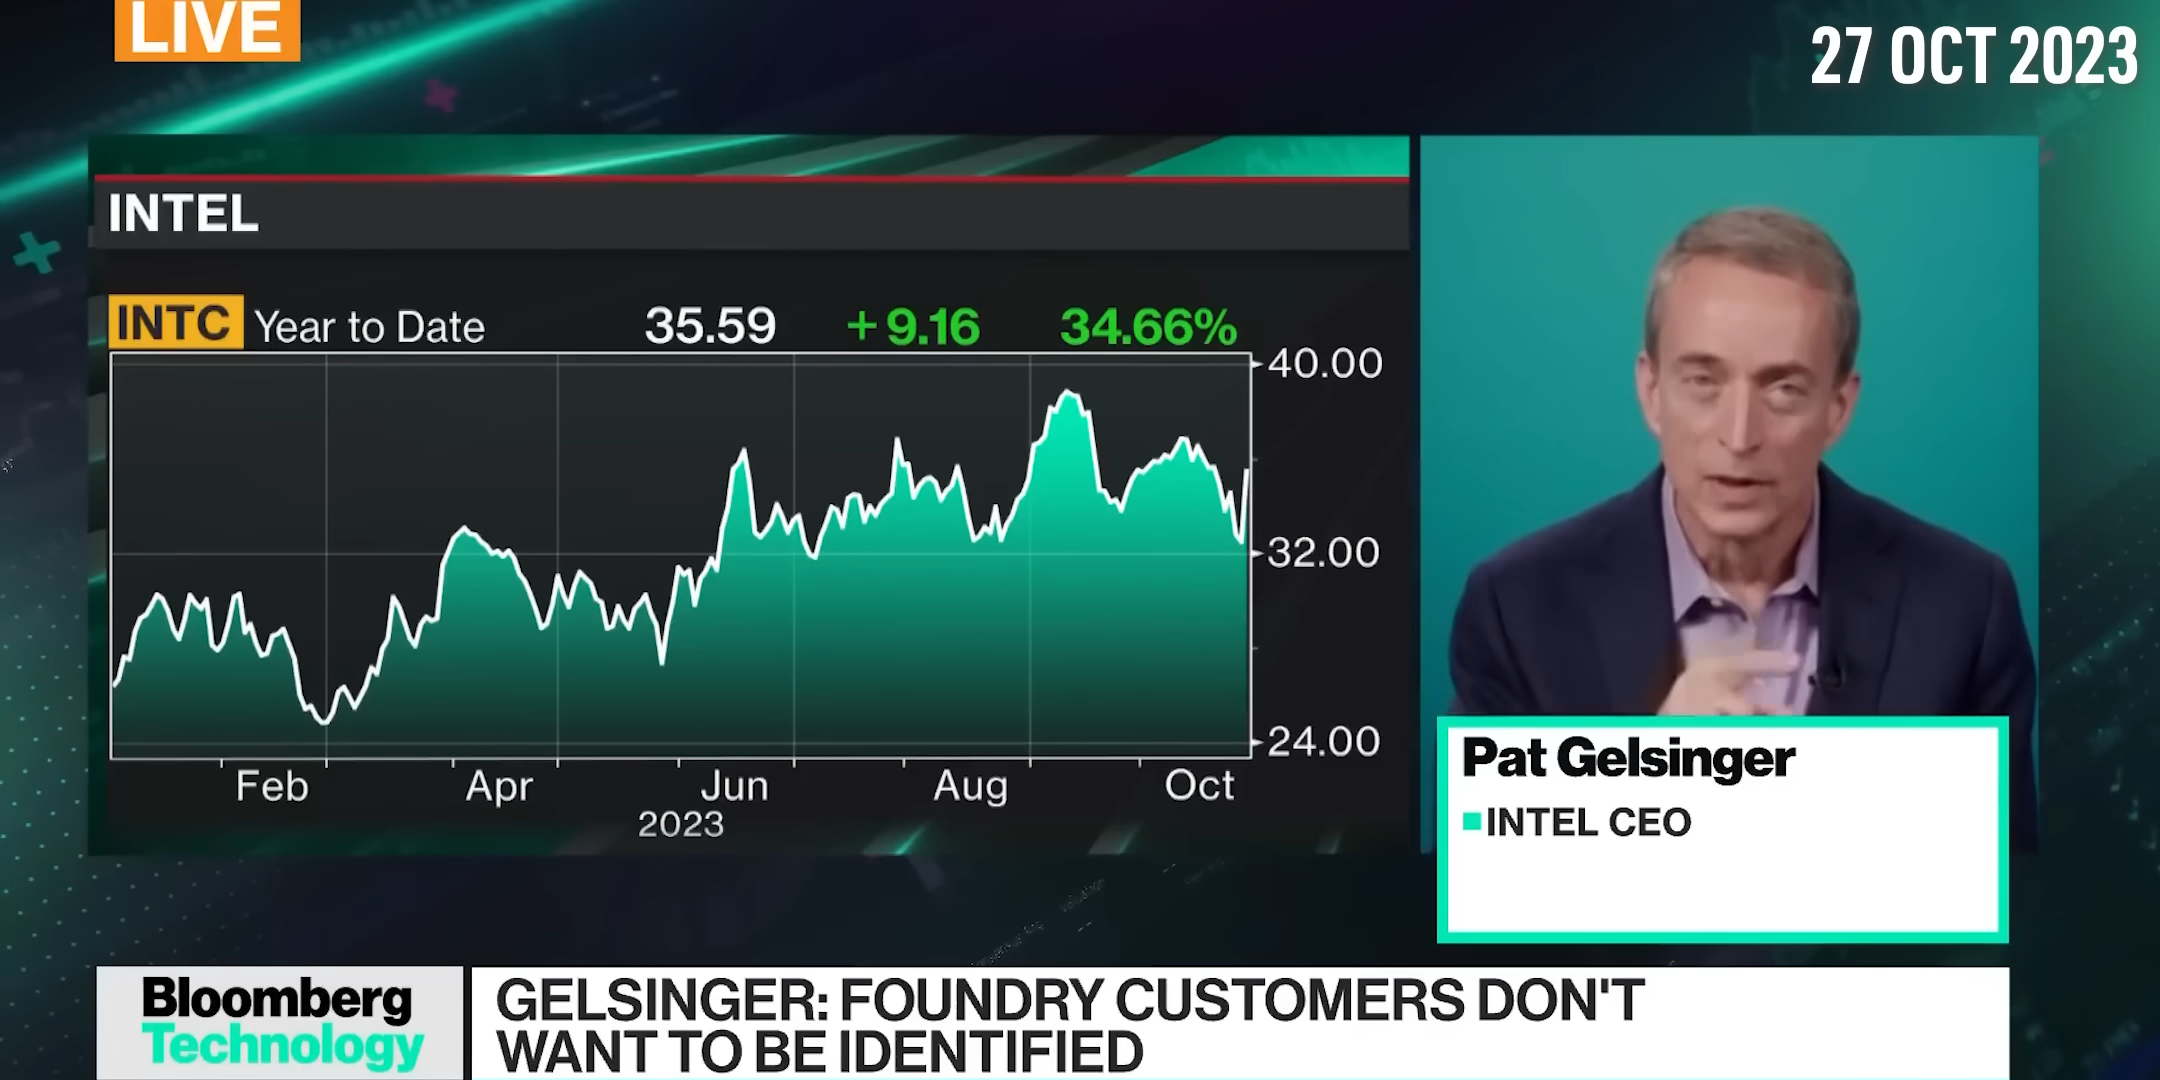 LIVE
27 OCT 2023
INTEL
INTC Year to Date 35.59 +9.16 34.66%
40.00
32.00
24.00
Feb Apr Jun Aug Oct
2023
Pat Gelsinger
INTEL CEO
Bloomberg
Technology
GELSINGER: FOUNDRY CUSTOMERS DON'T
WANT TO BE IDENTIFIED